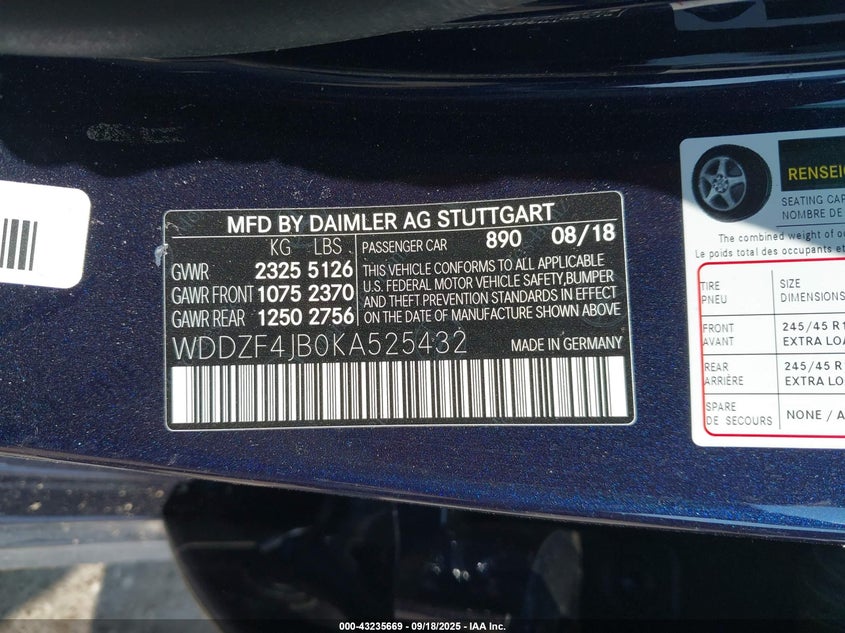 MFD BY DAIMLER AG STUTTGART
KG LBS PASSENGER CAR 890 08/18
GVWR 2325 5126
GAWR FRONT 1075 2370
GAWR REAR 1250 2756
THIS VEHICLE CONFORMS TO ALL APPLICABLE
U.S. FEDERAL MOTOR VEHICLE SAFETY,BUMPER
AND THEFT PREVENTION STANDARDS IN EFFECT
ON THE DATE OF MANUFACTURE SHOWN ABOVE
WDDZF4JB0KA525432 MADE IN GERMANY
SEATING
NOMBRE DE
The combined weight of
Le poids total des occupants et
TIRE SIZE
PNEU DIMENSIONS
FRONT 245/45
AVANT EXTRA
REAR 245/45 R
ARRIÈRE EXTRA
SPARE NONE /
DE SECOURS
000-43235669 - 09/18/2025 - IAA Inc.